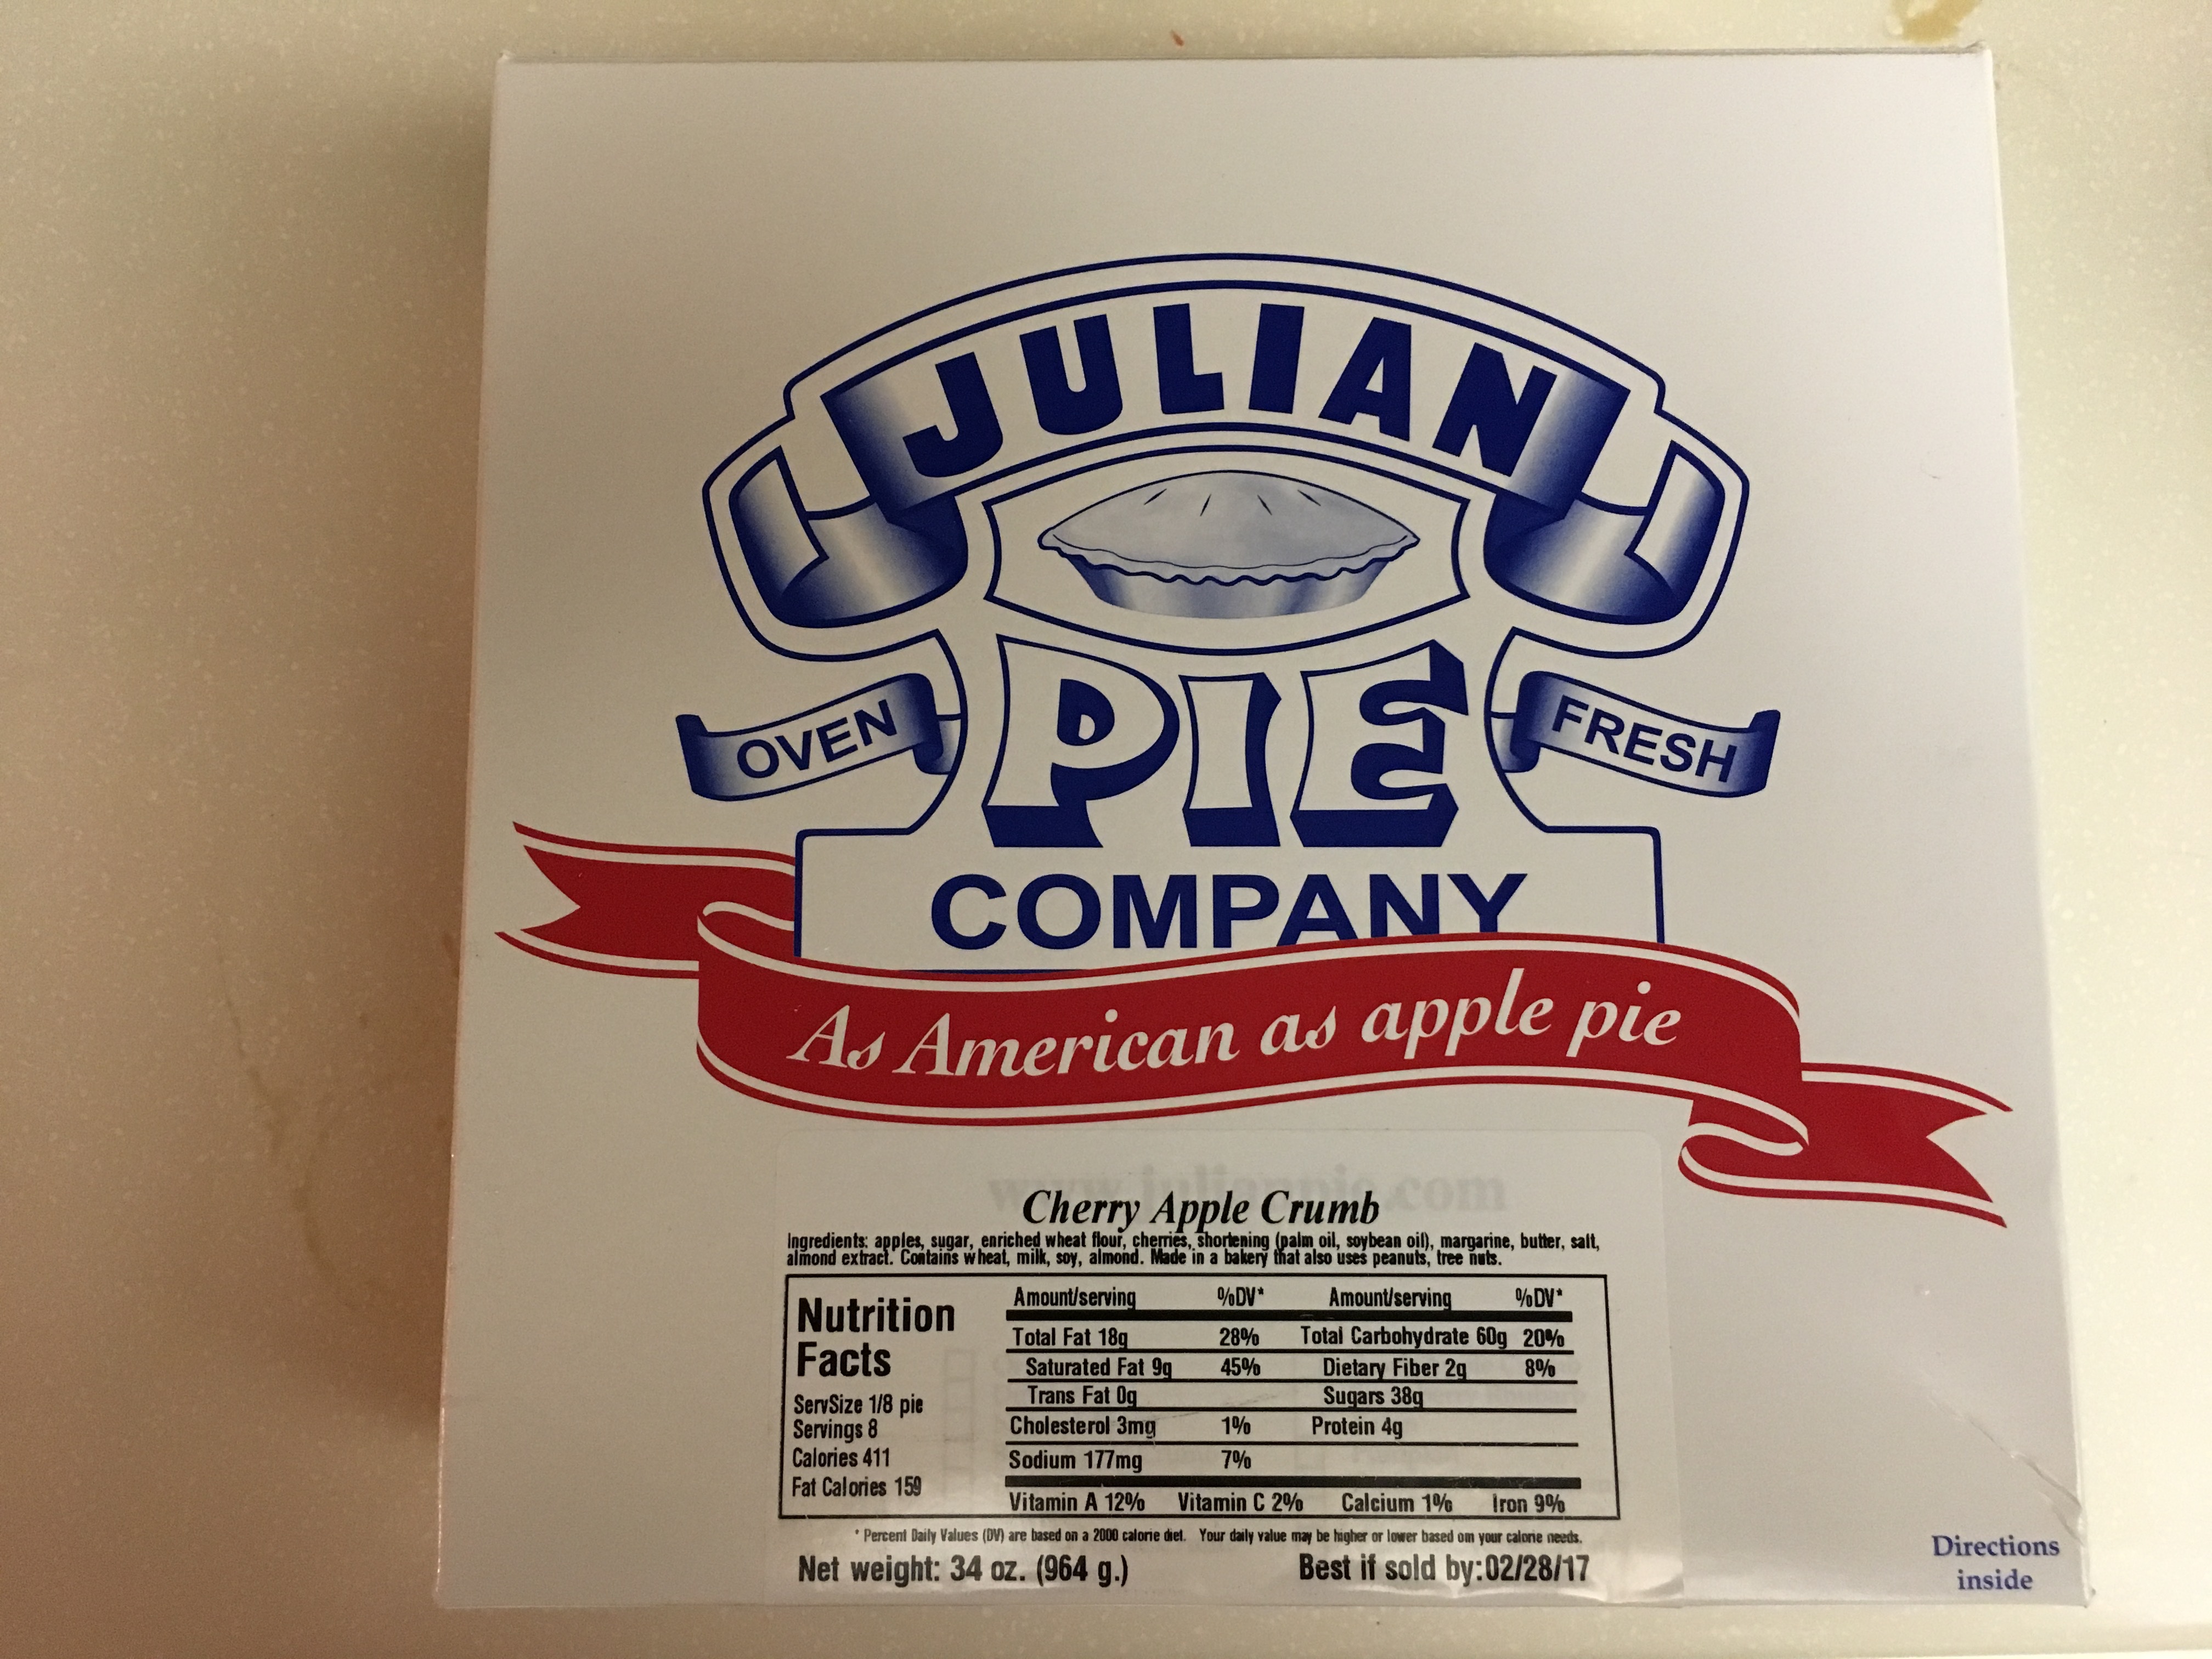 JULIAN
PIE
OVEN
FRESH
COMPANY
As American as apple pie
www.julianpie.com
Cherry Apple Crumb
Ingredients: apples, sugar, enriched wheat flour, cherries, shortening (palm oil, soybean oil), margarine, butter, salt,
almond extract. Contains wheat, milk, soy, almond. Made in a bakery that also uses peanuts, tree nuts.
Nutrition
Facts
ServSize 1/8 pie
Servings 8
Calories 411
Fat Calories 159
Amount/serving %DV* Amount/serving %DV*
Total Fat 18g 28% Total Carbohydrate 60g 20%
Saturated Fat 9g 45% Dietary Fiber 2g 8%
Trans Fat 0g Sugars 38g
Cholesterol 3mg 1% Protein 4g
Sodium 177mg 7%
Vitamin A 12% Vitamin C 2% Calcium 1% Iron 9%
* Percent Daily Values (DV) are based on a 2000 calorie diet. Your daily value may be higher or lower based om your calorie needs.
Net weight: 34 oz. (964 g.) Best if sold by:02/28/17
Directions
inside